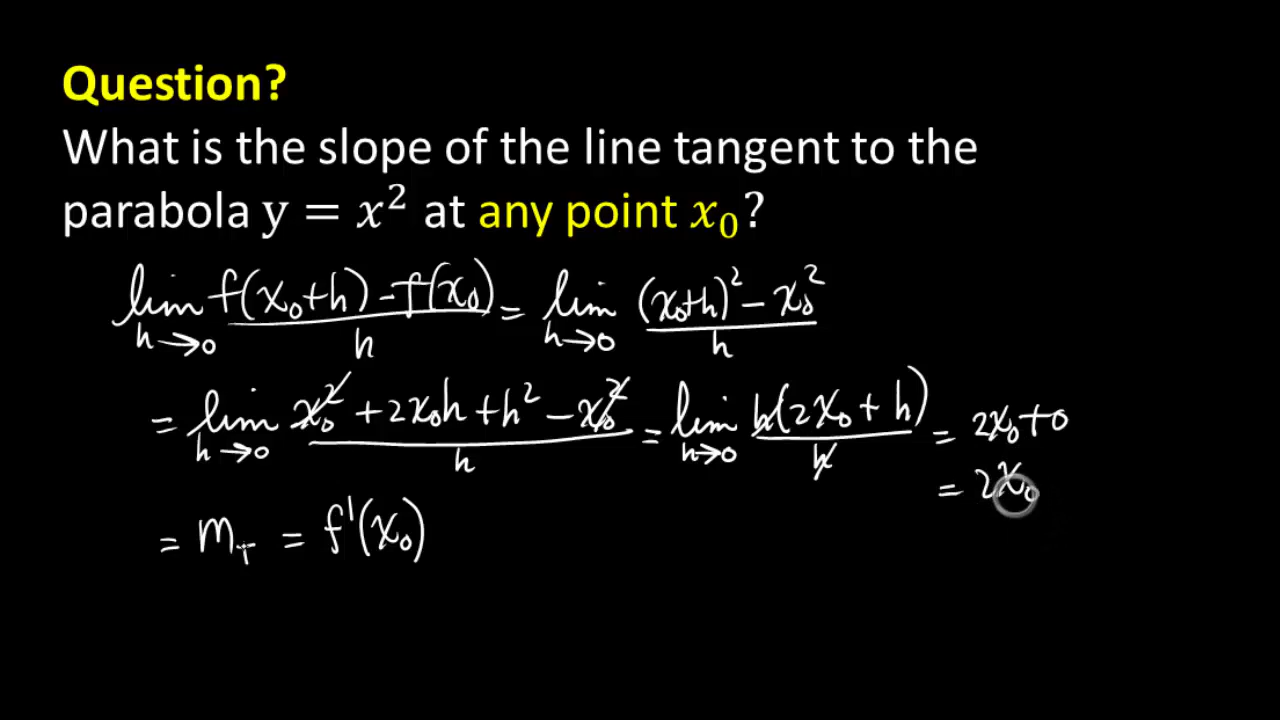 Question?
What is the slope of the line tangent to the
parabola y = x² at any point x₀?
lim h→0 f(x₀+h) - f(x₀) / h = lim h→0 (x₀+h)² - x₀² / h
= lim h→0 x₀² + 2x₀h + h² - x₀² / h = lim h→0 h(2x₀ + h) / h = 2x₀+0
= 2x₀
= m_T = f'(x₀)